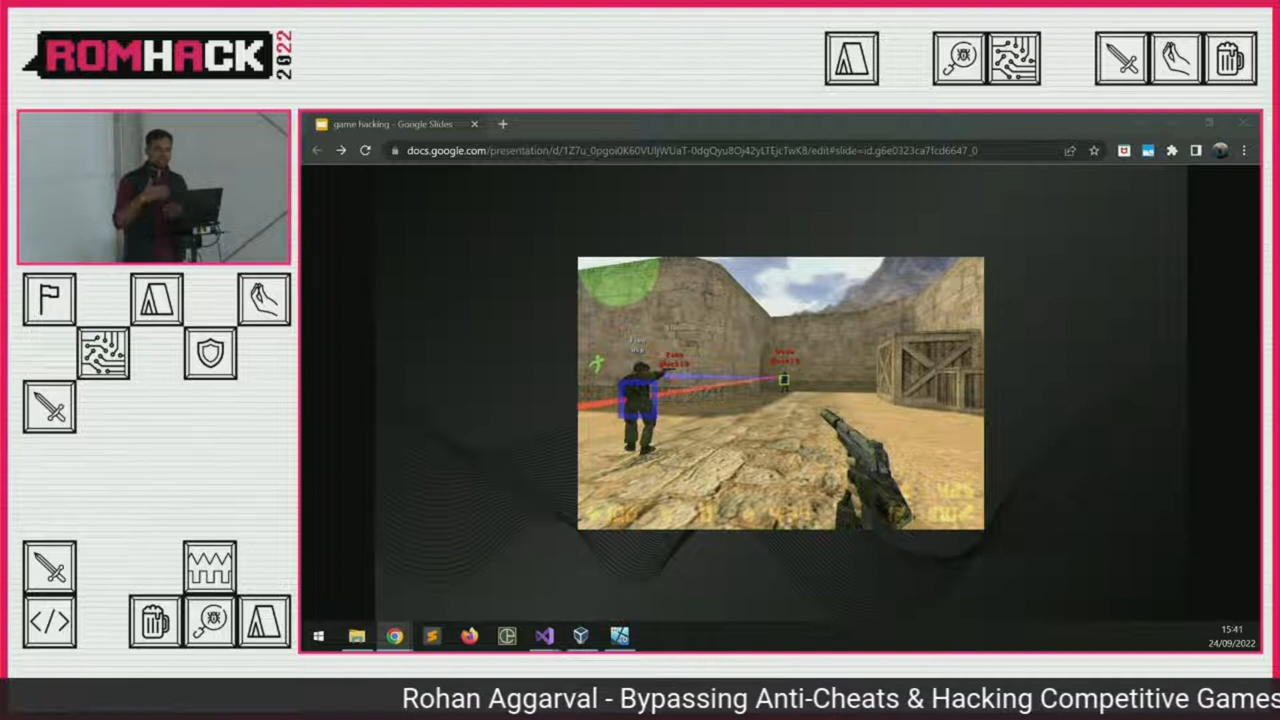 ROMHACK
2022
game hacking - Google Slides
docs.google.com/presentation/d/1Z7u_0pgoi0K60VUljWUaT-0dgQyu8Oj42yLTEjcTwK8/edit#slide=id.g6e0323ca7fcd6647_0
</>
15:41
24/09/2022
Rohan Aggarval - Bypassing Anti-Cheats & Hacking Competitive Games